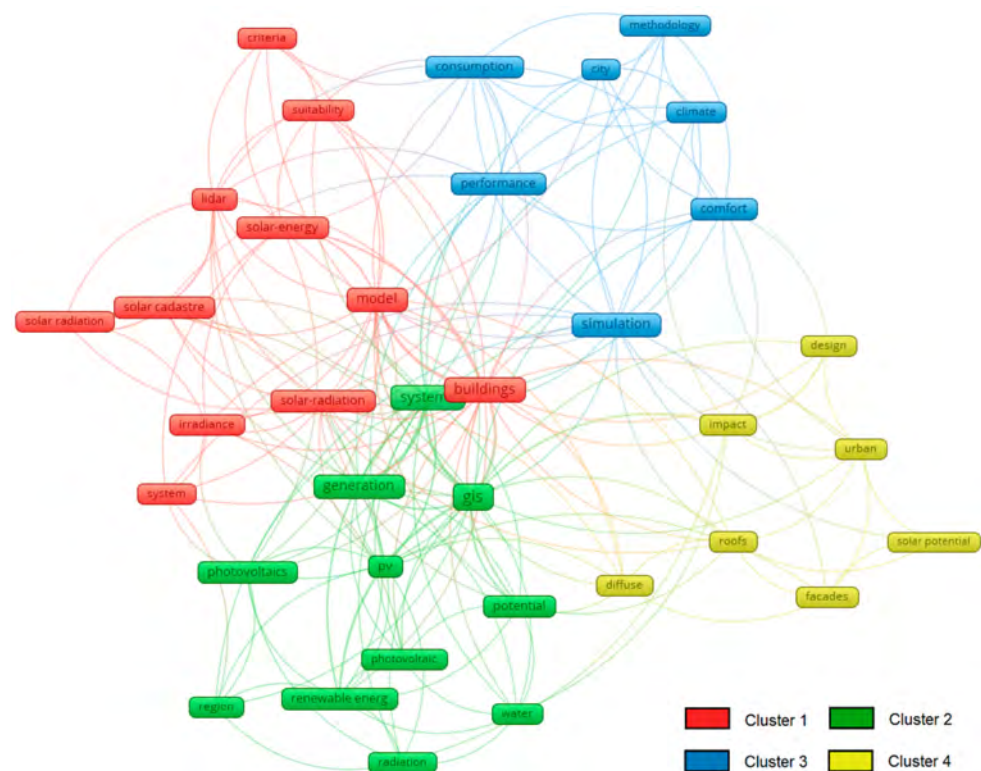 methodology
criteria
consumption
city
suitability
climate
performance
lidar
comfort
solar-energy
model
solar cadastre
solar radiation
simulation
design
buildings
system
solar-radiation
irradiance
impact
urban
generation
system
gis
roofs
solar potential
pv
photovoltaics
diffuse
facades
potential
photovoltaic
renewable energ
region
water
radiation
Cluster 1
Cluster 2
Cluster 3
Cluster 4